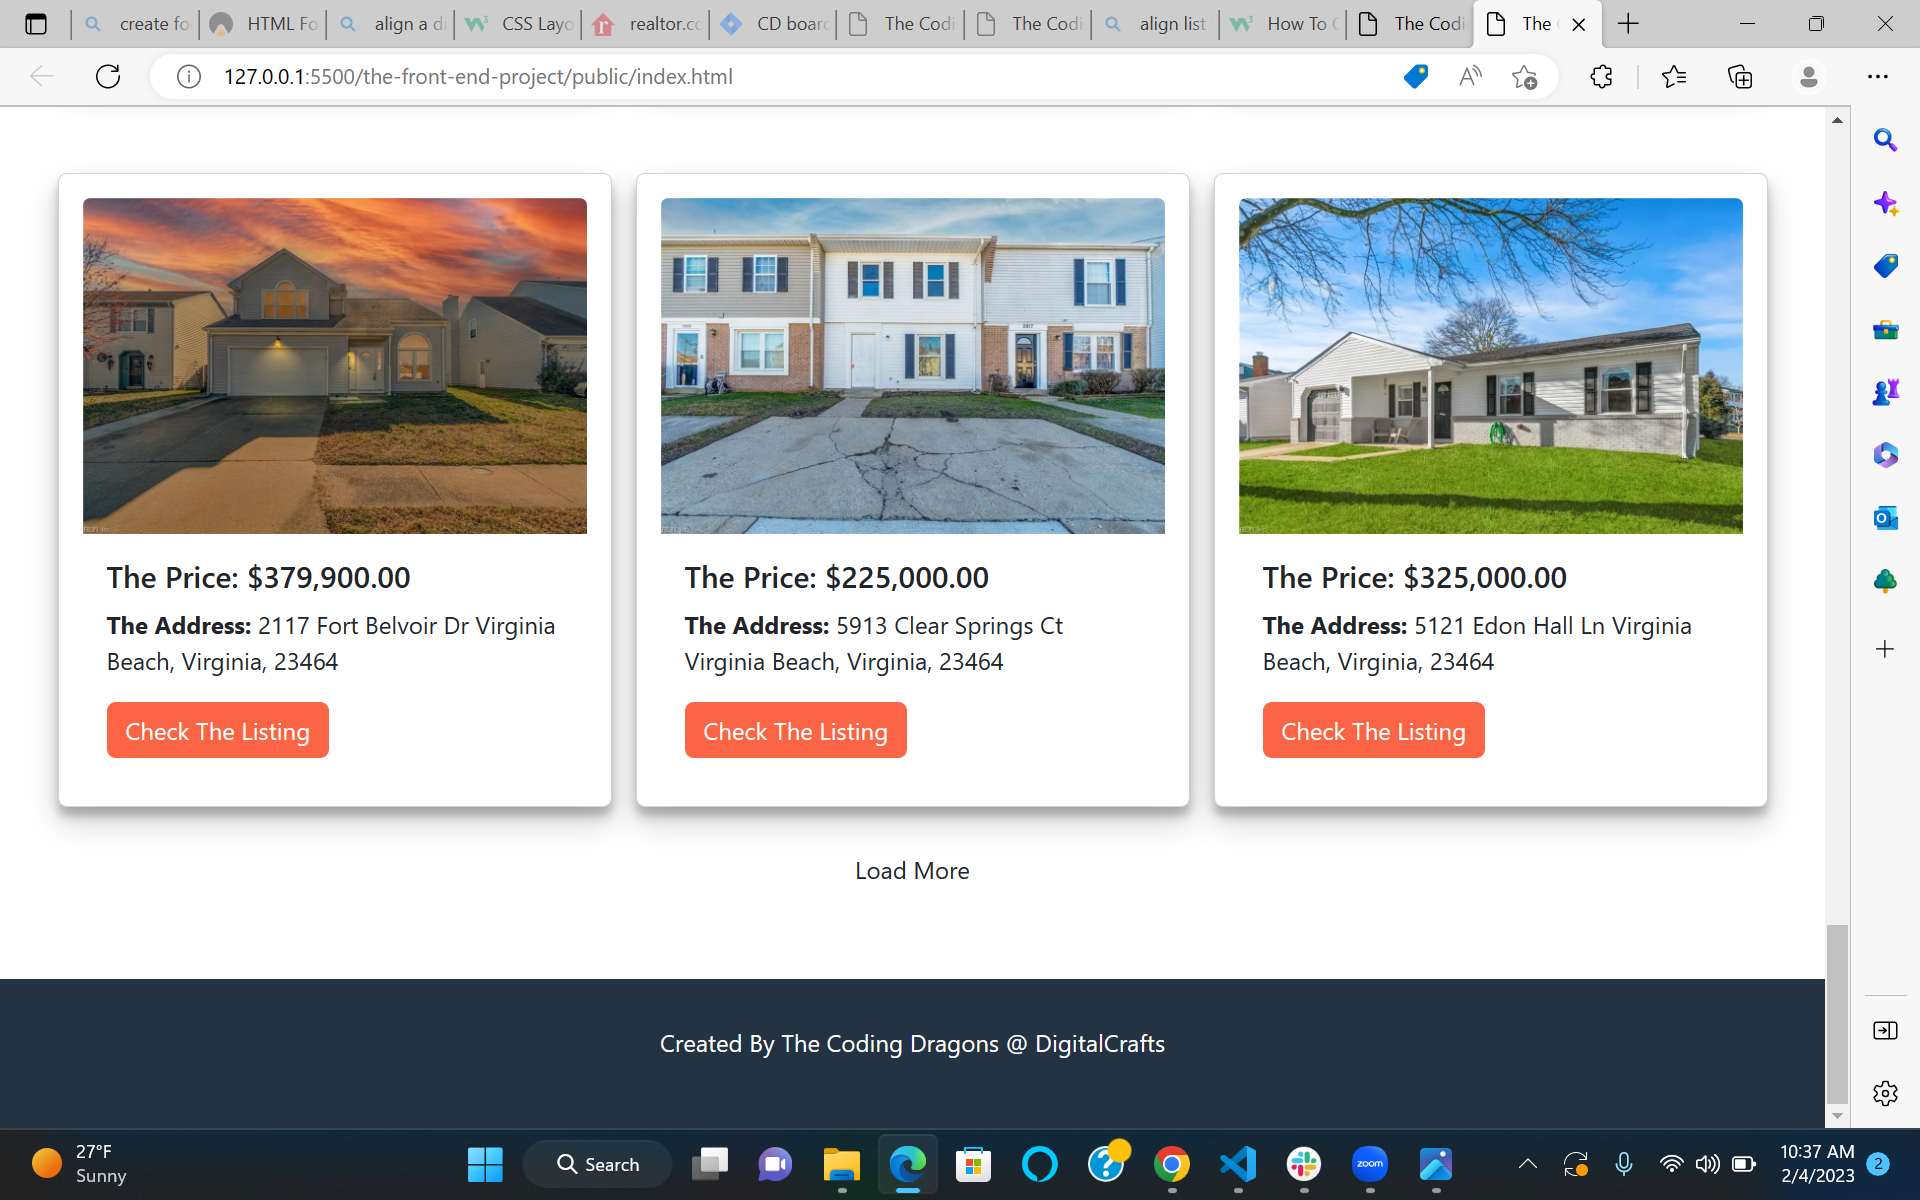 create fo
HTML Fo
align a di
CSS Layo
realtor.co
CD board
The Codi
The Codi
align list
How To C
The Codi
The
127.0.0.1:5500/the-front-end-project/public/index.html
The Price: $379,900.00
The Address: 2117 Fort Belvoir Dr Virginia
Beach, Virginia, 23464
Check The Listing
The Price: $225,000.00
The Address: 5913 Clear Springs Ct
Virginia Beach, Virginia, 23464
Check The Listing
The Price: $325,000.00
The Address: 5121 Edon Hall Ln Virginia
Beach, Virginia, 23464
Check The Listing
Load More
Created By The Coding Dragons @ DigitalCrafts
27°F
Sunny
Search
zoom
10:37 AM
2/4/2023
2